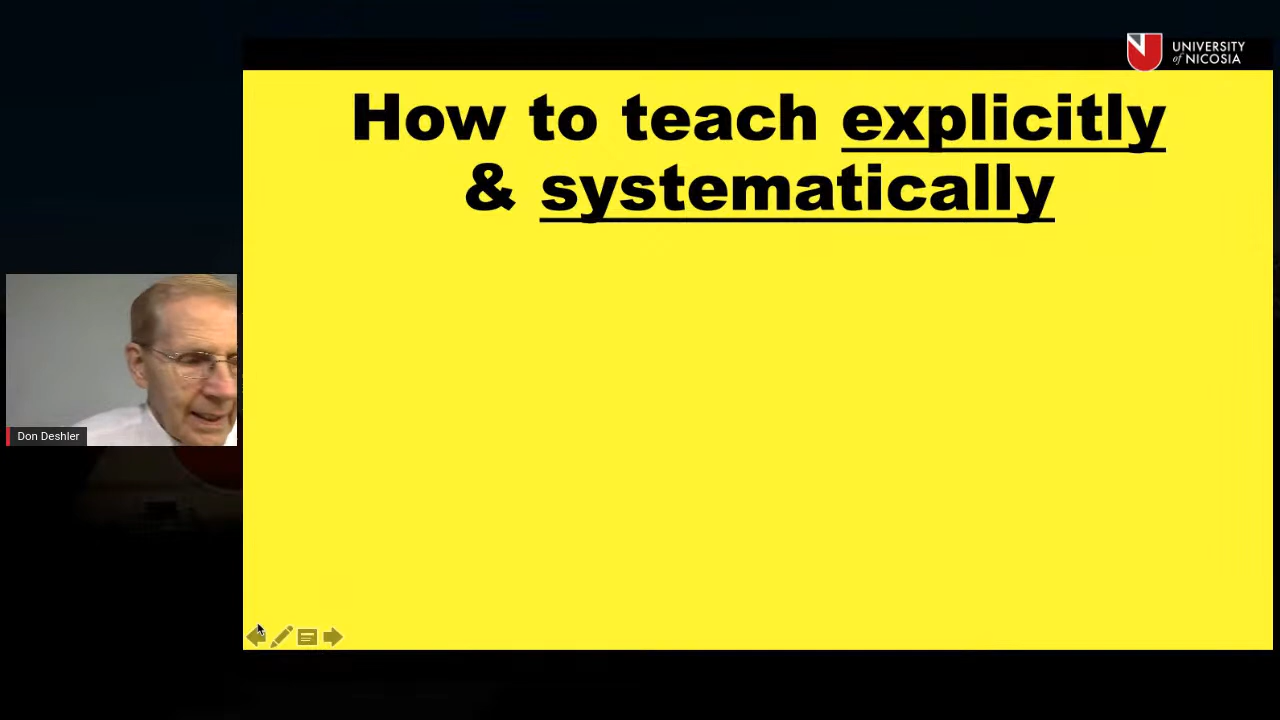 UNIVERSITY
of NICOSIA
How to teach explicitly
& systematically
Don Deshler